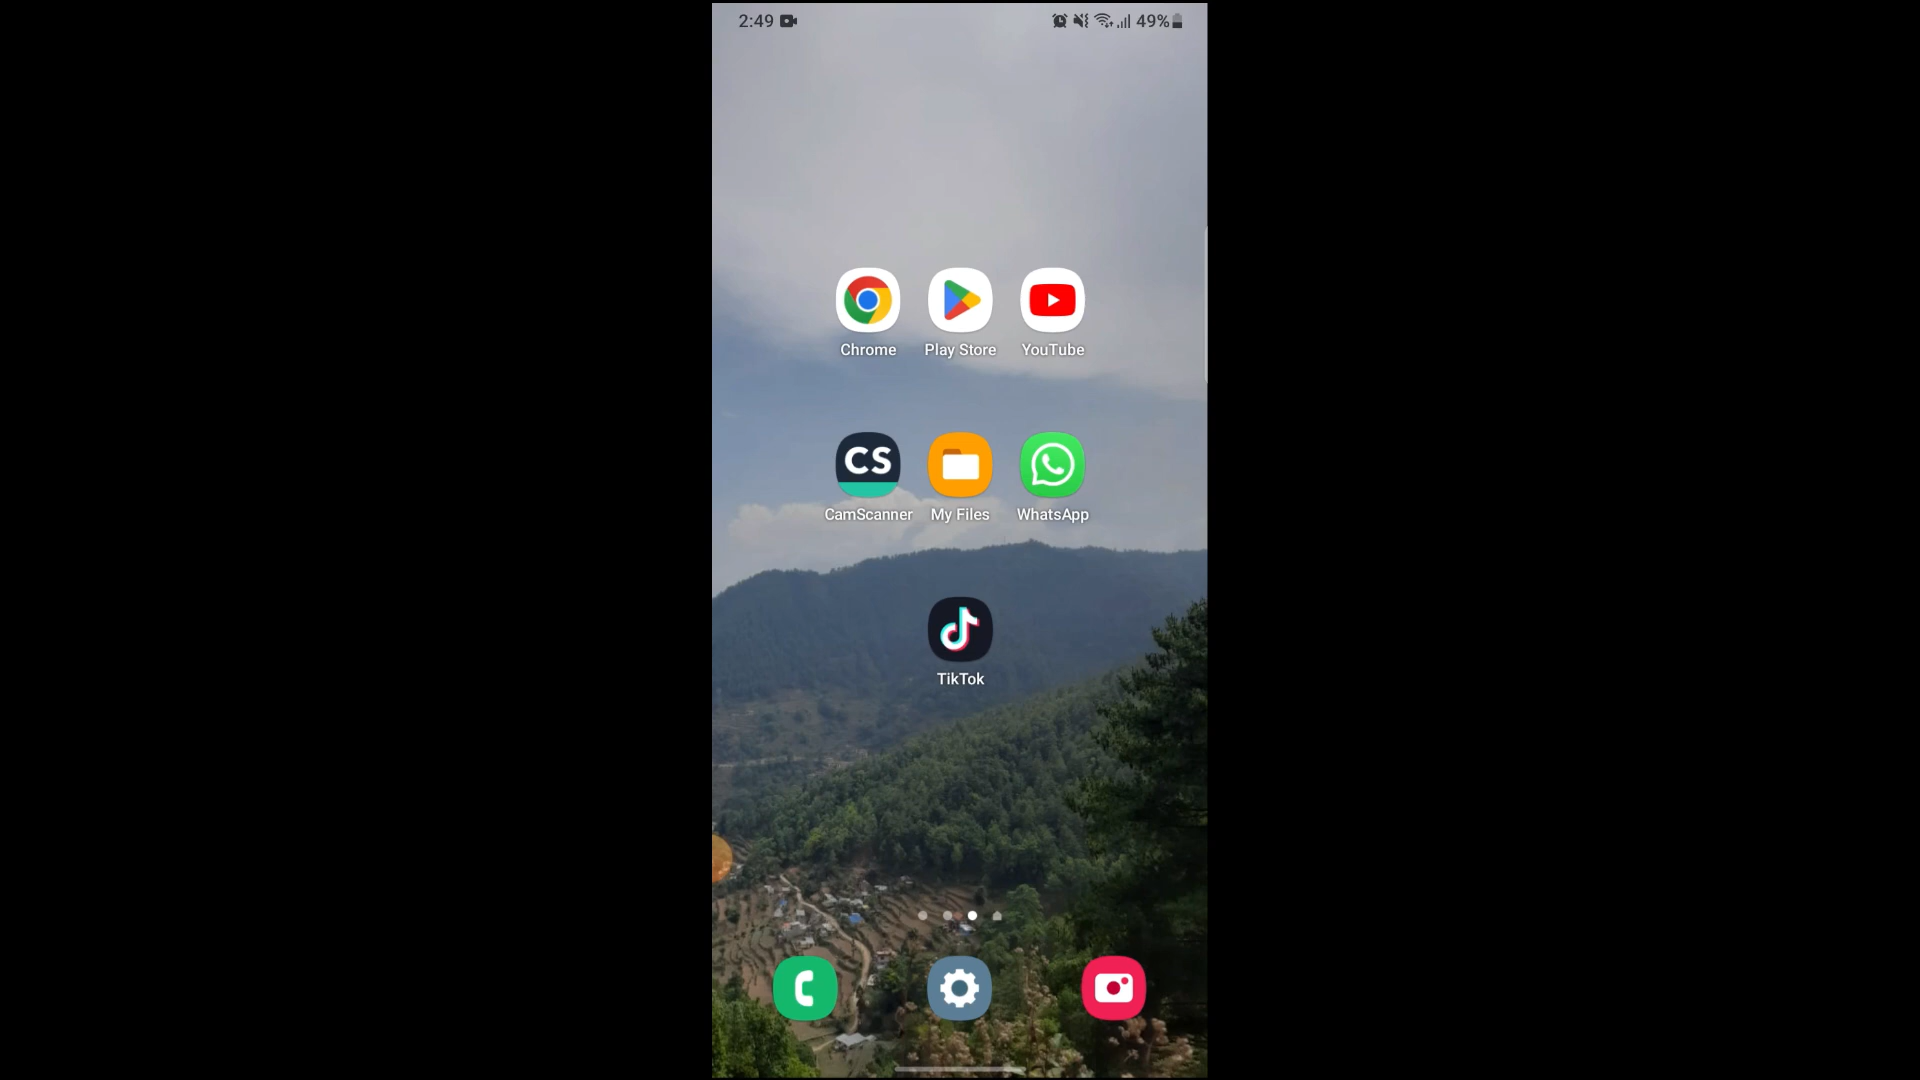 2:49
49%
Chrome Play Store YouTube
CS
CamScanner My Files WhatsApp
TikTok